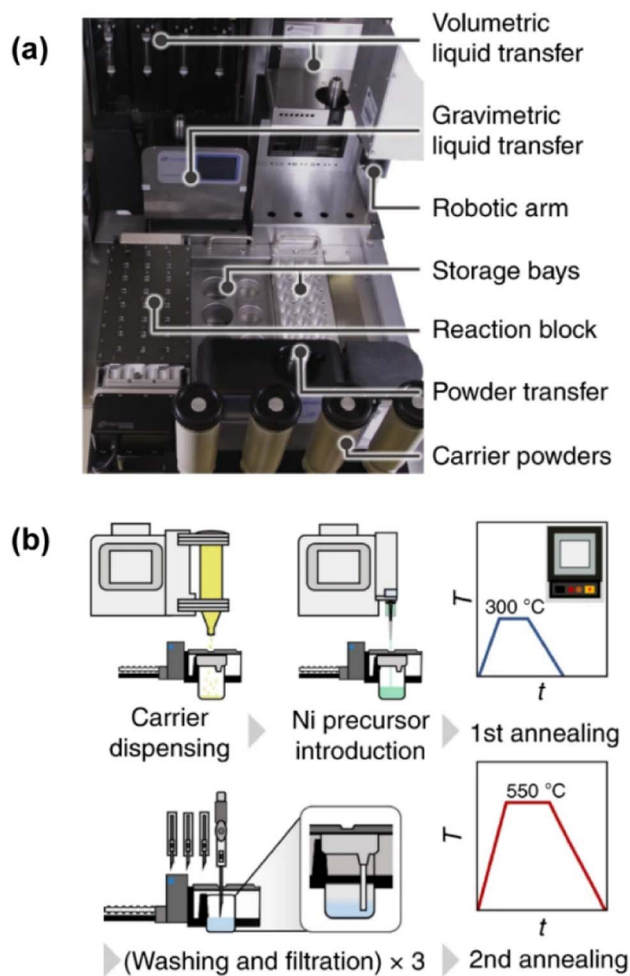 (a)
Volumetric
liquid transfer
Gravimetric
liquid transfer
Robotic arm
Storage bays
Reaction block
Powder transfer
Carrier powders
(b)
T
300 °C
t
Carrier
dispensing
Ni precursor
introduction
1st annealing
T
550 °C
t
(Washing and filtration) × 3
2nd annealing